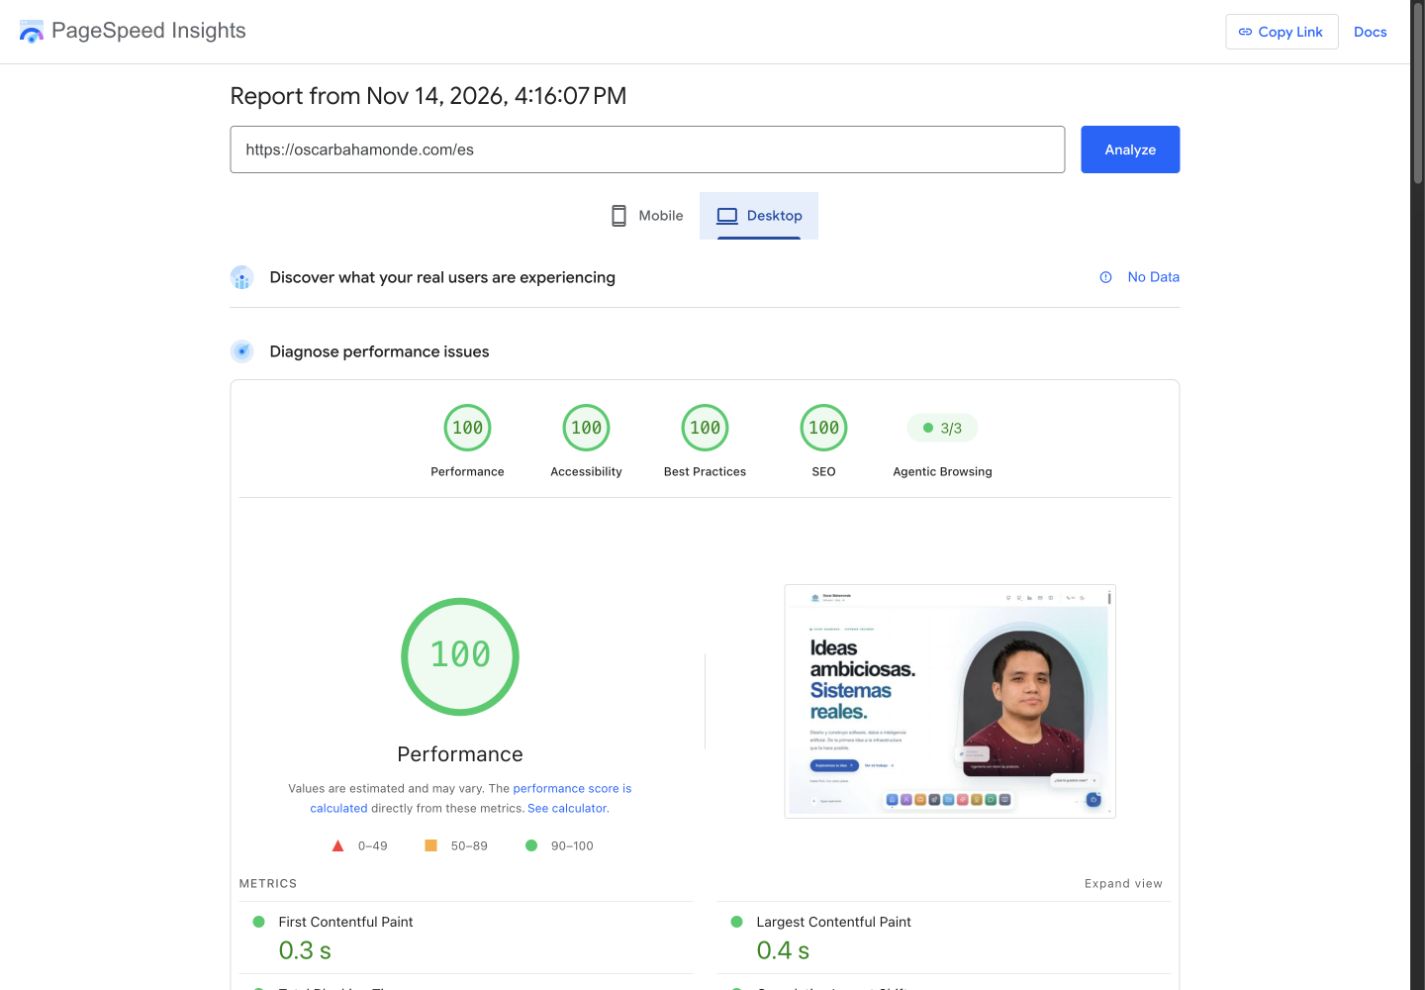 PageSpeed Insights
Copy Link
Docs
Report from Nov 14, 2026, 4:16:07 PM
https://oscarbahamonde.com/es
Analyze
Mobile
Desktop
Discover what your real users are experiencing
No Data
Diagnose performance issues
100
Performance
100
Accessibility
100
Best Practices
100
SEO
3/3
Agentic Browsing
100
Performance
Values are estimated and may vary. The performance score is
calculated directly from these metrics. See calculator.
0–49
50–89
90–100
Ideas
ambiciosas.
Sistemas
reales.
METRICS
Expand view
First Contentful Paint
0.3 s
Largest Contentful Paint
0.4 s